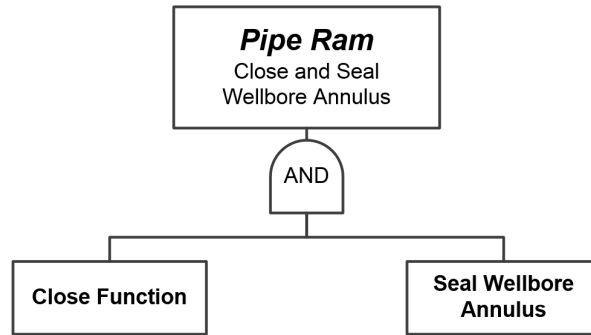 Pipe Ram
Close and Seal
Wellbore Annulus
AND
Close Function
Seal Wellbore
Annulus